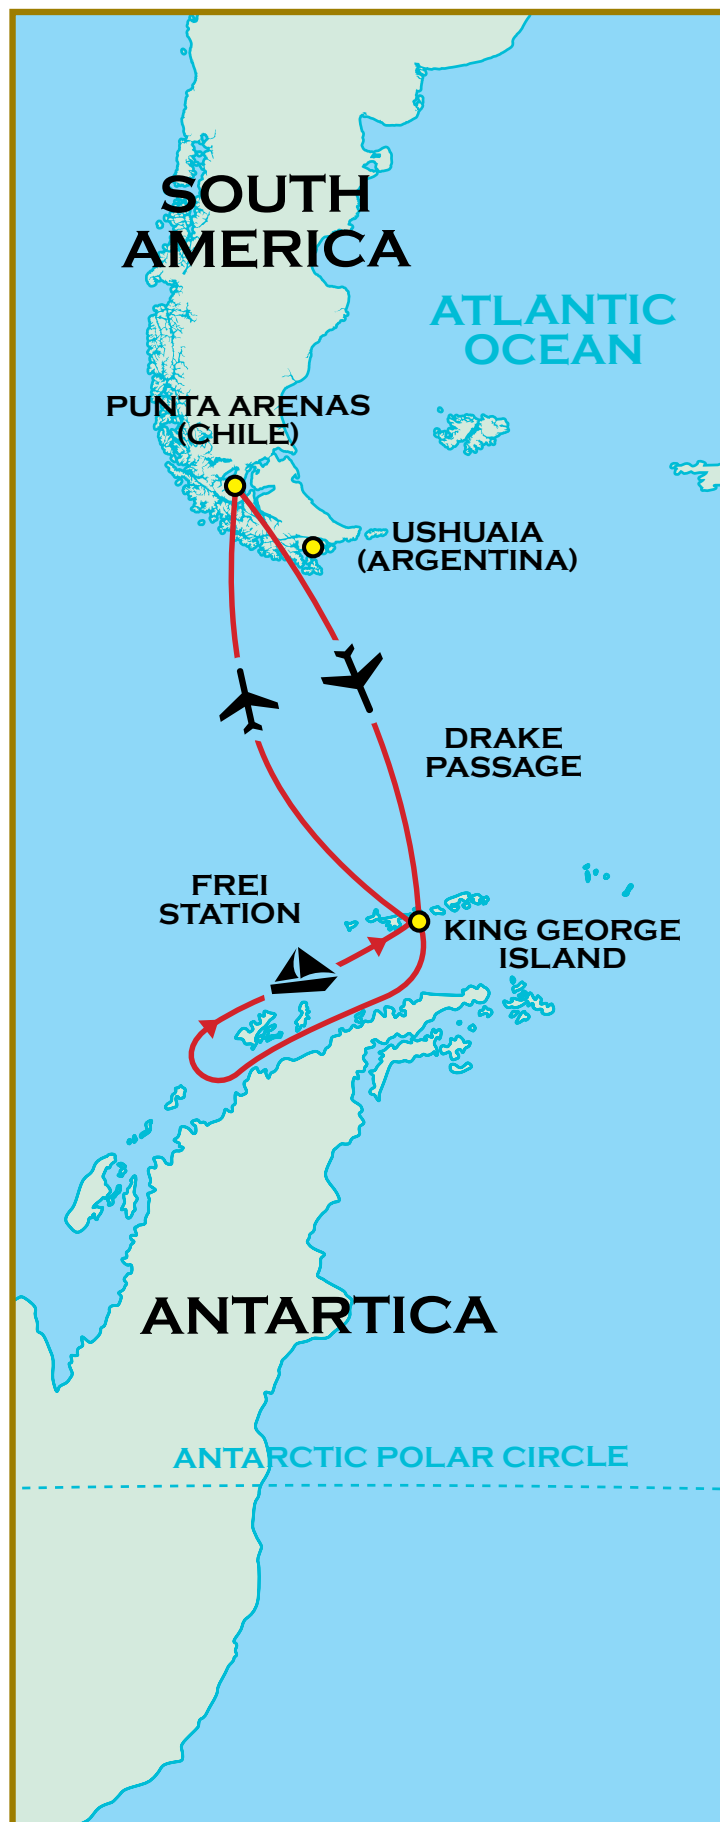 SOUTH
AMERICA
ATLANTIC
OCEAN
PUNTA ARENAS
(CHILE)
USHUAIA
(ARGENTINA)
DRAKE
PASSAGE
FREI
STATION
KING GEORGE
ISLAND
ANTARTICA
ANTARCTIC POLAR CIRCLE